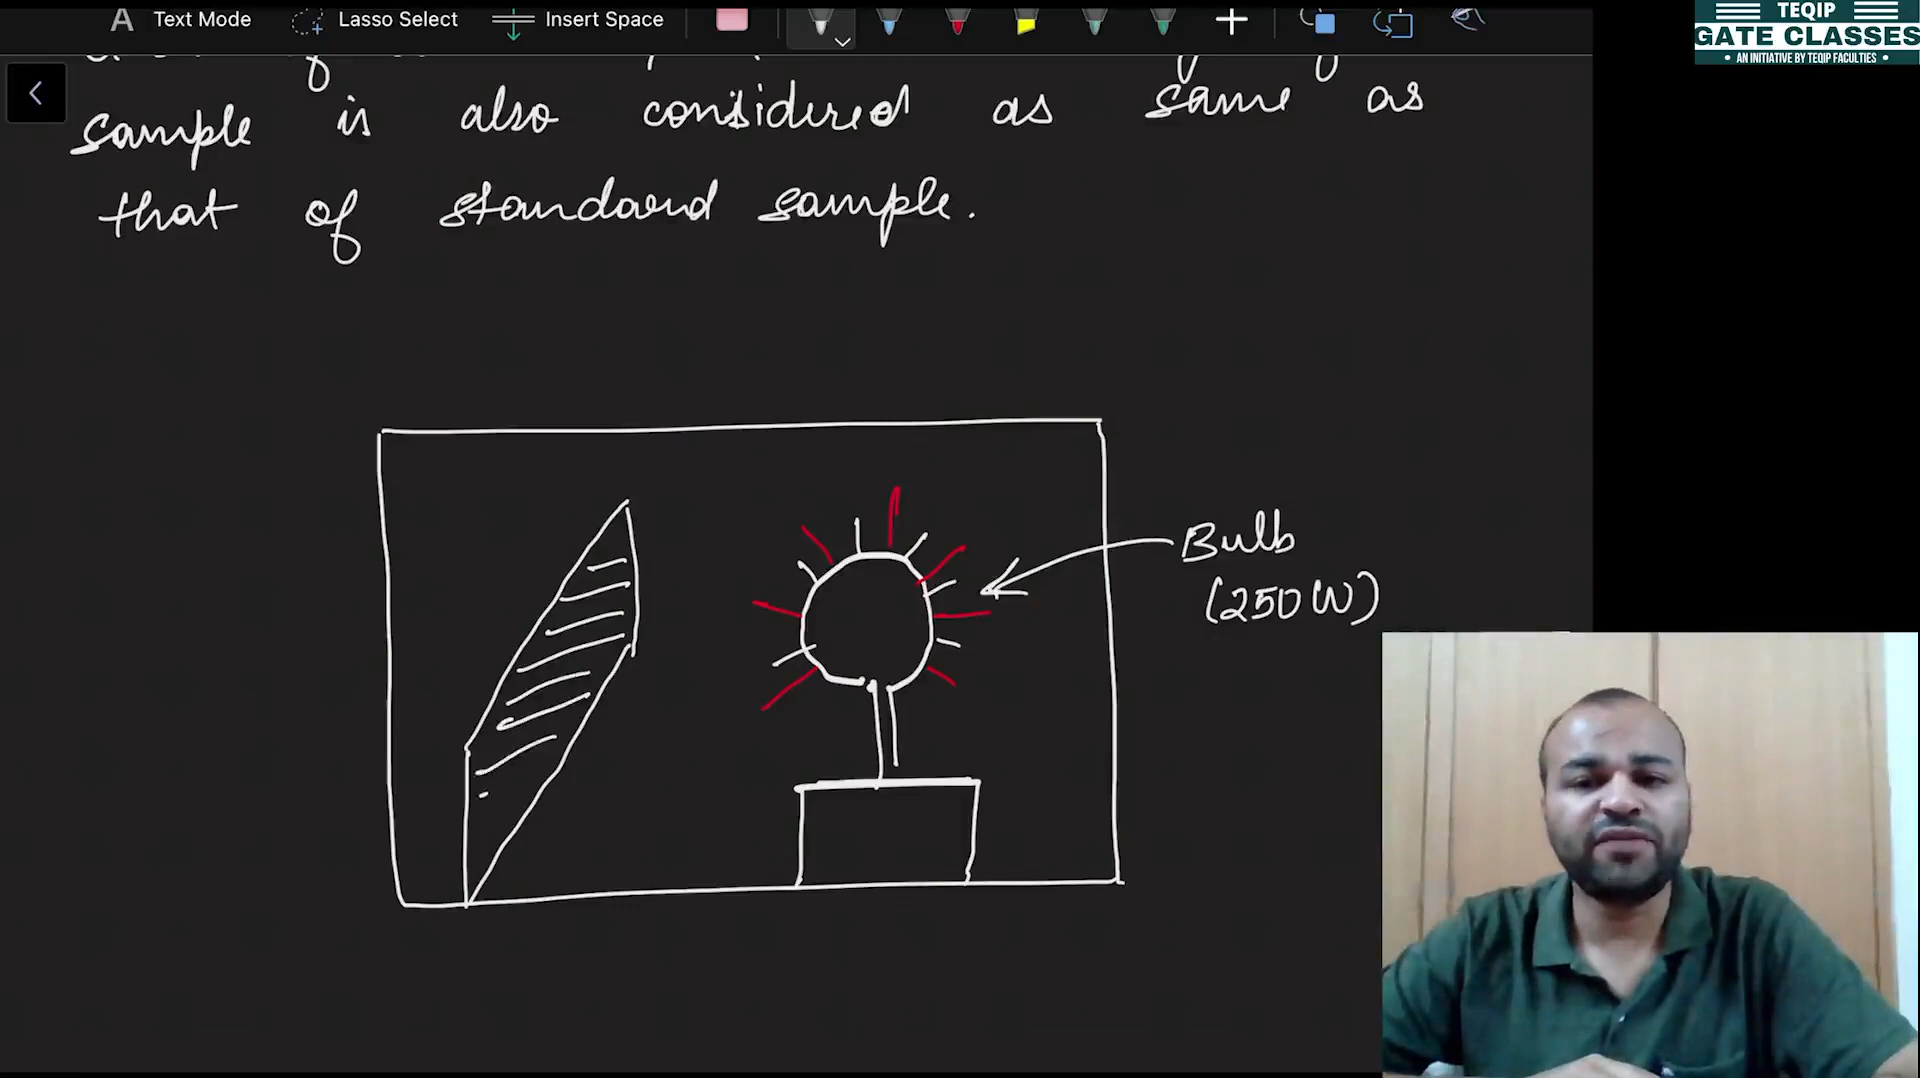 Text Mode Lasso Select Insert Space
TEQIP
GATE CLASSES
• AN INITIATIVE BY TEQIP FACULTIES •
sample is also considered as same as
that of standard sample.
Bulb
(250W)